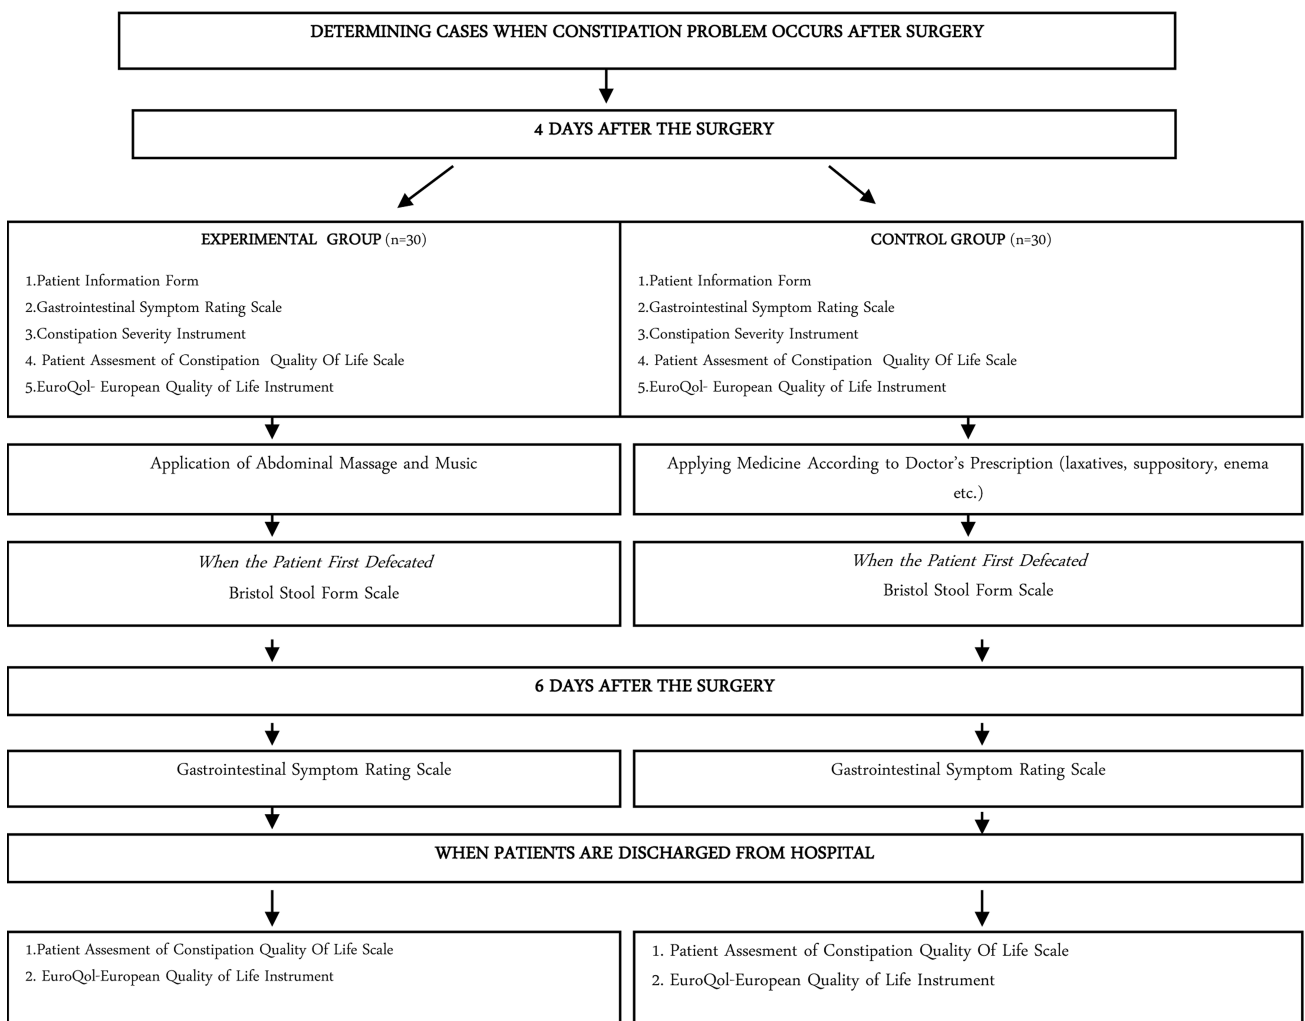 DETERMINING CASES WHEN CONSTIPATION PROBLEM OCCURS AFTER SURGERY
4 DAYS AFTER THE SURGERY
EXPERIMENTAL GROUP (n=30)
1.Patient Information Form
2.Gastrointestinal Symptom Rating Scale
3.Constipation Severity Instrument
4. Patient Assesment of Constipation Quality Of Life Scale
5.EuroQol- European Quality of Life Instrument
CONTROL GROUP (n=30)
1.Patient Information Form
2.Gastrointestinal Symptom Rating Scale
3.Constipation Severity Instrument
4. Patient Assesment of Constipation Quality Of Life Scale
5.EuroQol- European Quality of Life Instrument
Application of Abdominal Massage and Music
Applying Medicine According to Doctor's Prescription (laxatives, suppository, enema
etc.)
When the Patient First Defecated
Bristol Stool Form Scale
When the Patient First Defecated
Bristol Stool Form Scale
6 DAYS AFTER THE SURGERY
Gastrointestinal Symptom Rating Scale
Gastrointestinal Symptom Rating Scale
WHEN PATIENTS ARE DISCHARGED FROM HOSPITAL
1.Patient Assesment of Constipation Quality Of Life Scale
2. EuroQol-European Quality of Life Instrument
1. Patient Assesment of Constipation Quality Of Life Scale
2. EuroQol-European Quality of Life Instrument